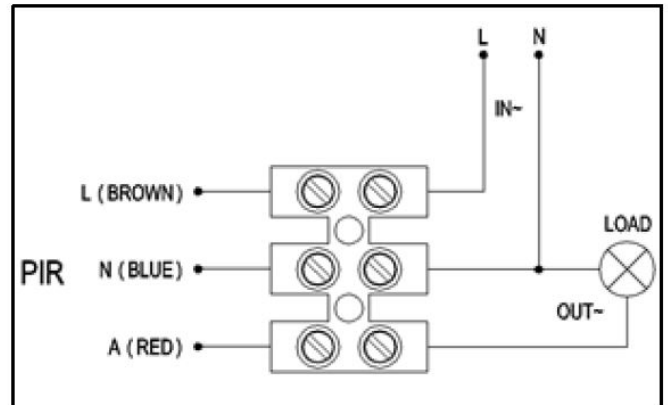 L N
IN~
L (BROWN)
LOAD
PIR N (BLUE)
OUT~
A (RED)